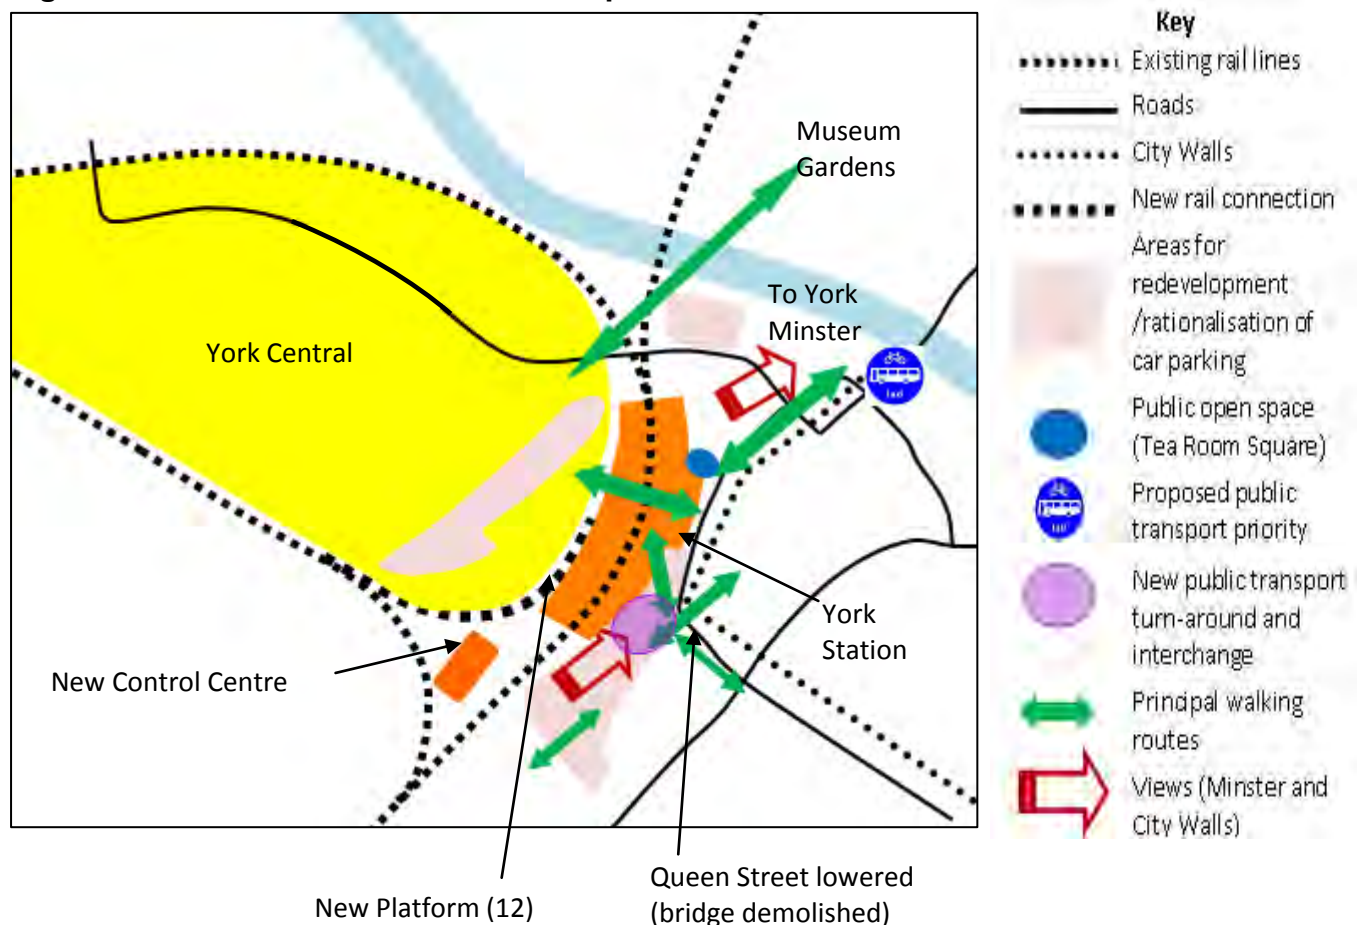 Museum
Gardens
To York
Minster
York Central
York
Station
New Control Centre
New Platform (12)
Queen Street lowered
(bridge demolished)
Key
Existing rail lines
Roads
City Walls
New rail connection
Areas for
redevelopment
/rationalisation of
car parking
Public open space
(Tea Room Square)
Proposed public
transport priority
New public transport
turn-around and
interchange
Principal walking
routes
Views (Minster and
City Walls)